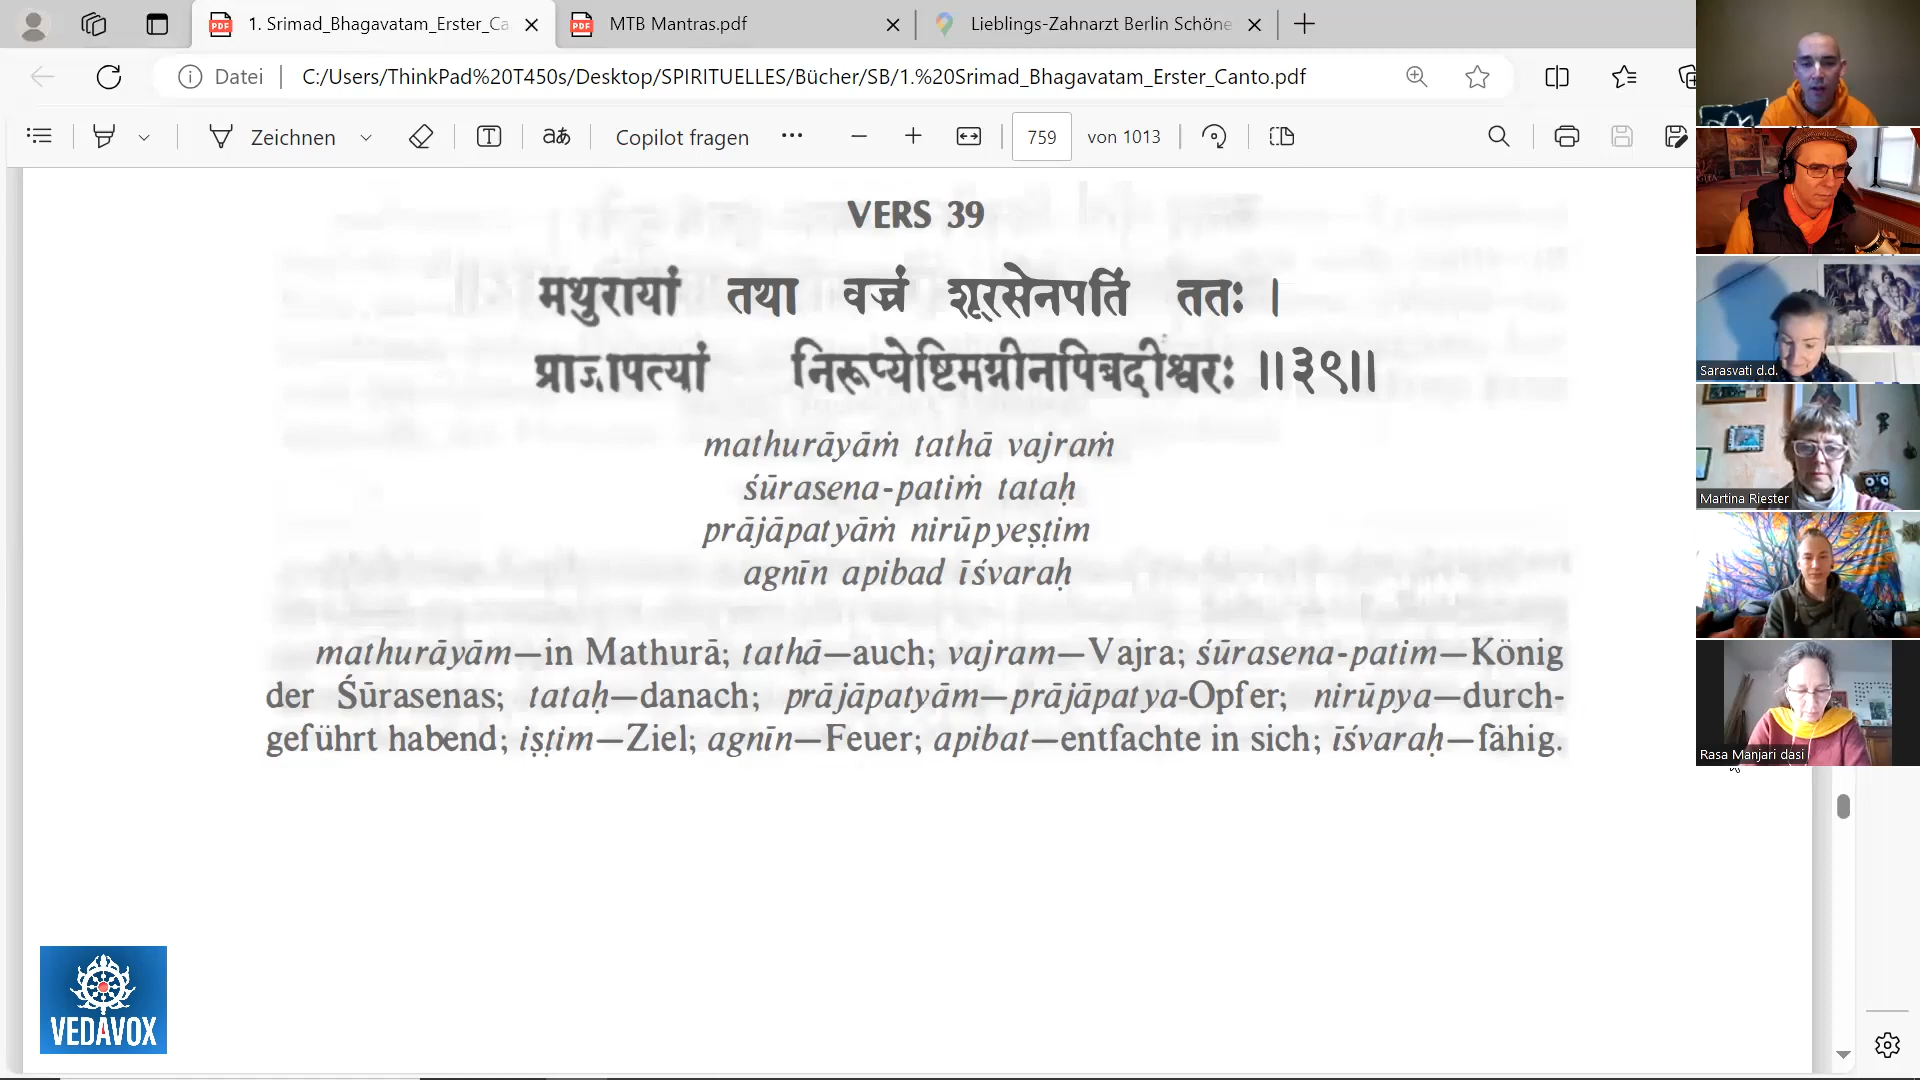 1. Srimad_Bhagavatam_Erster_Ca
MTB Mantras.pdf
Lieblings-Zahnarzt Berlin Schöne
Datei
C:/Users/ThinkPad%20T450s/Desktop/SPIRITUELLES/Bücher/SB/1.%20Srimad_Bhagavatam_Erster_Canto.pdf
Zeichnen
aあ
Copilot fragen
759
von 1013
VERS 39
मथुरायां तथा वज्रं शूरसेनपतिं ततः ।
प्राजापत्यां निरूप्येष्टिमग्नीनपिबदीश्वरः ॥३९॥
mathurāyāṁ tathā vajraṁ
śūrasena-patiṁ tataḥ
prājāpatyāṁ nirūpyeṣṭim
agnīn apibad īśvaraḥ
mathurāyām—in Mathurā; tathā—auch; vajram—Vajra; śūrasena-patim—König
der Śūrasenas; tataḥ—danach; prājāpatyām—prājāpatya-Opfer; nirūpya—durch-
geführt habend; iṣṭim—Ziel; agnīn—Feuer; apibat—entfachte in sich; īśvaraḥ—fähig.
Sarasvati d.d.
Martina Riester
Rasa Manjari dasi
VEDAVOX